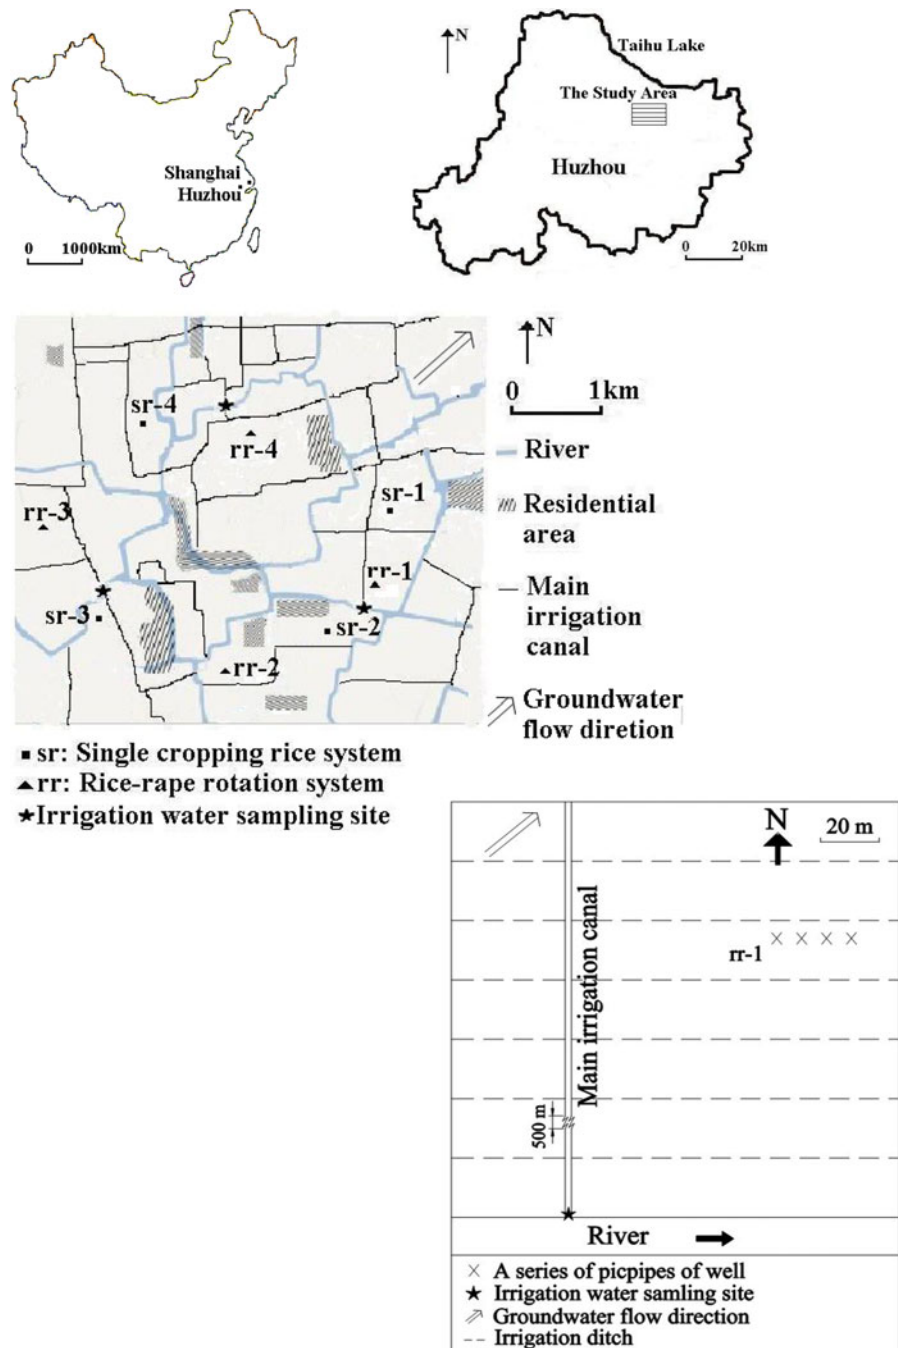 Shanghai
Huzhou
0 1000km
N
Taihu Lake
The Study Area
Huzhou
0 20km
N
0 1km
sr-4
rr-4
sr-1
rr-3
rr-1
sr-3
sr-2
rr-2
River
Residential
area
Main
irrigation
canal
Groundwater
flow diretion
sr: Single cropping rice system
rr: Rice-rape rotation system
Irrigation water sampling site
N
20 m
Main irrigation canal
rr-1
500 m
River
A series of picpipes of well
Irrigation water samling site
Groundwater flow direction
Irrigation ditch